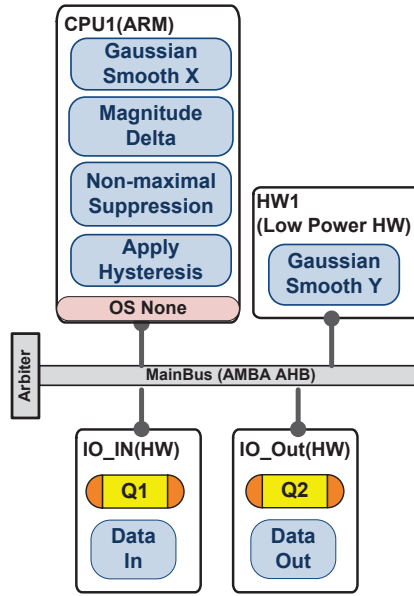 CPU1(ARM)
Gaussian
Smooth X
Magnitude
Delta
Non-maximal
Suppression
Apply
Hysteresis
OS None
HW1
(Low Power HW)
Gaussian
Smooth Y
Arbiter
MainBus (AMBA AHB)
IO_IN(HW)
Q1
Data
In
IO_Out(HW)
Q2
Data
Out